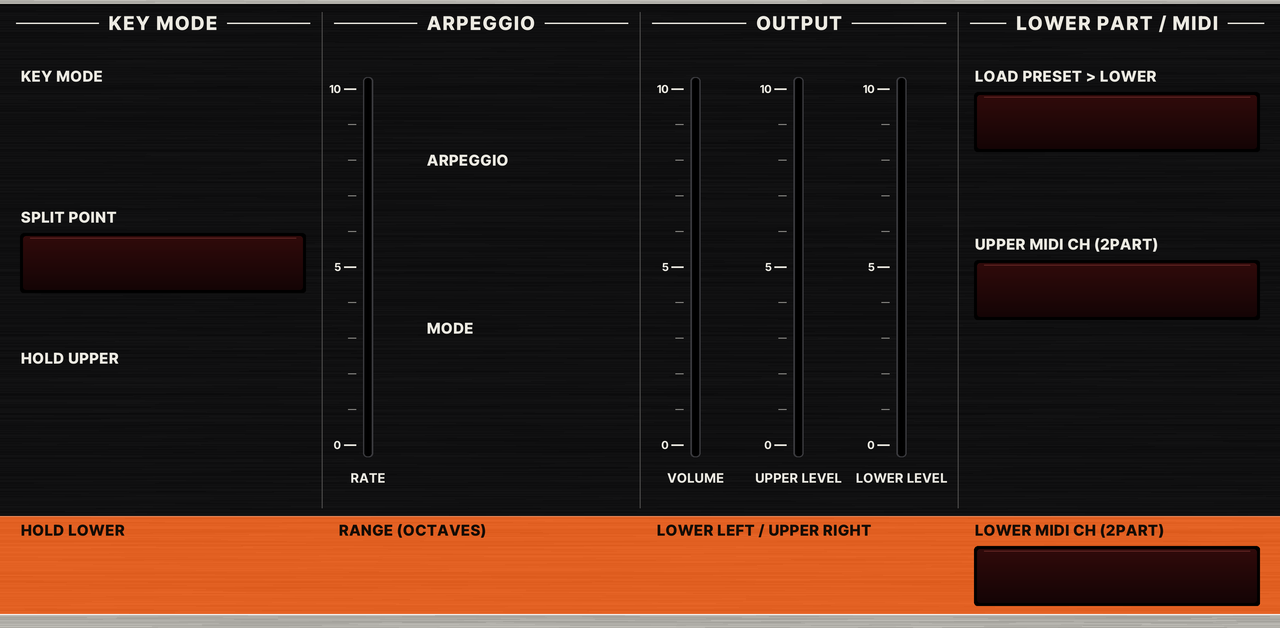 KEY MODE
ARPEGGIO
OUTPUT
LOWER PART / MIDI
KEY MODE
SPLIT POINT
HOLD UPPER
10
5
0
RATE
ARPEGGIO
MODE
10
5
0
VOLUME
10
5
0
UPPER LEVEL
10
5
0
LOWER LEVEL
LOAD PRESET > LOWER
UPPER MIDI CH (2PART)
HOLD LOWER
RANGE (OCTAVES)
LOWER LEFT / UPPER RIGHT
LOWER MIDI CH (2PART)